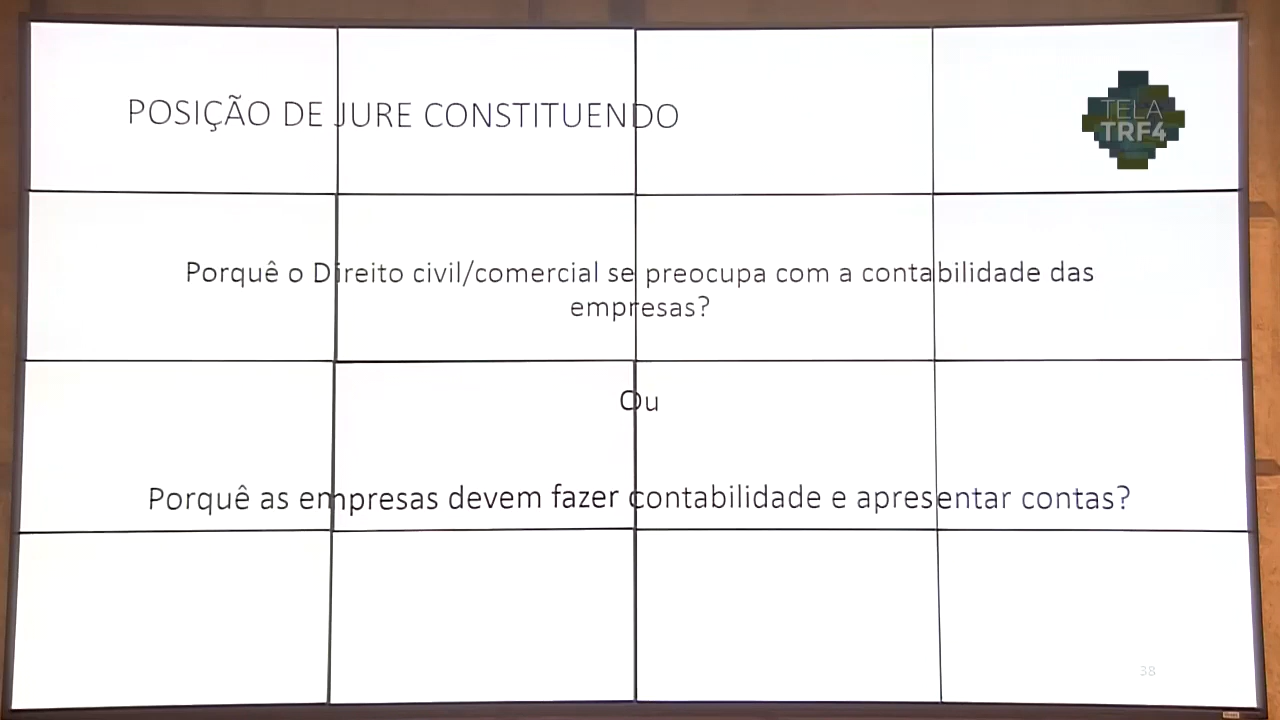 POSIÇÃO DE JURE CONSTITUENDO
TELA
TRF4
Porquê o Direito civil/comercial se preocupa com a contabilidade das
empresas?
Ou
Porquê as empresas devem fazer contabilidade e apresentar contas?
38